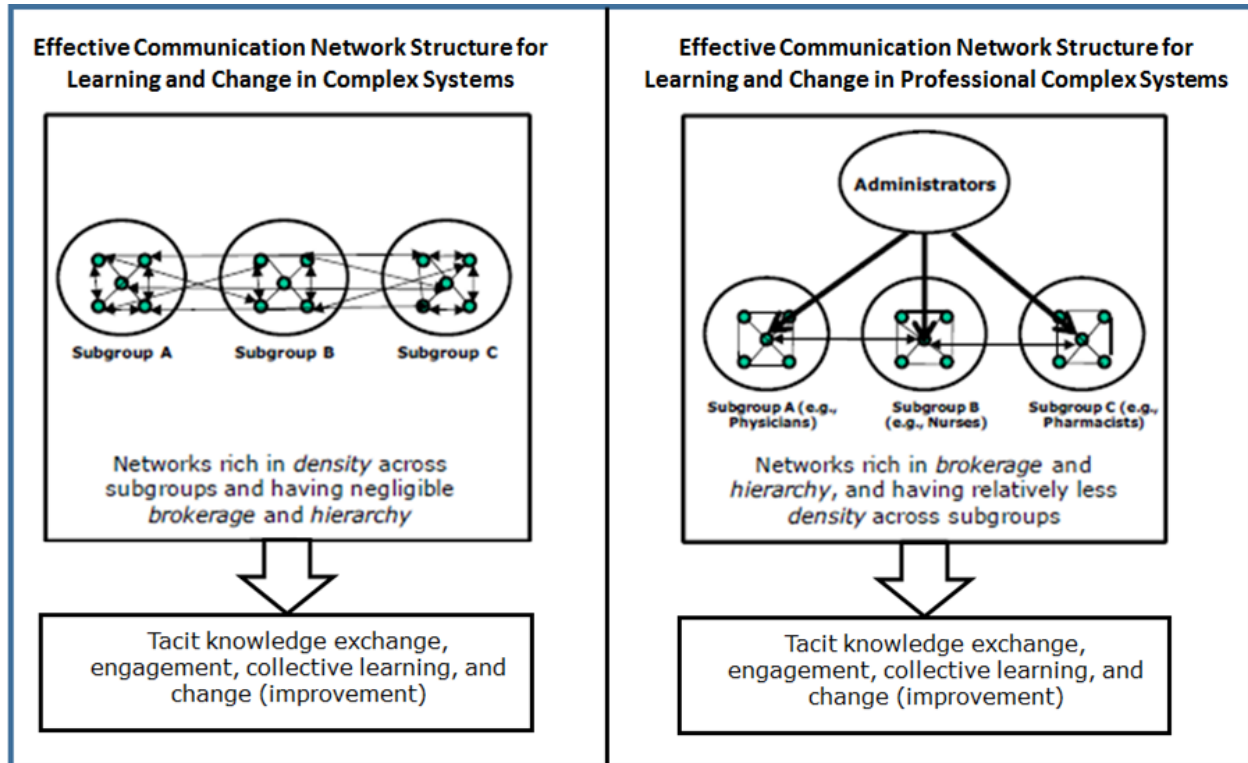 Effective Communication Network Structure for
Learning and Change in Complex Systems
Subgroup A
Subgroup B
Subgroup C
Networks rich in density across
subgroups and having negligible
brokerage and hierarchy
Tacit knowledge exchange,
engagement, collective learning, and
change (improvement)
Effective Communication Network Structure for
Learning and Change in Professional Complex Systems
Administrators
Subgroup A (e.g.,
Physicians)
Subgroup B
(e.g., Nurses)
Subgroup C (e.g.,
Pharmacists)
Networks rich in brokerage and
hierarchy, and having relatively less
density across subgroups
Tacit knowledge exchange,
engagement, collective learning, and
change (improvement)